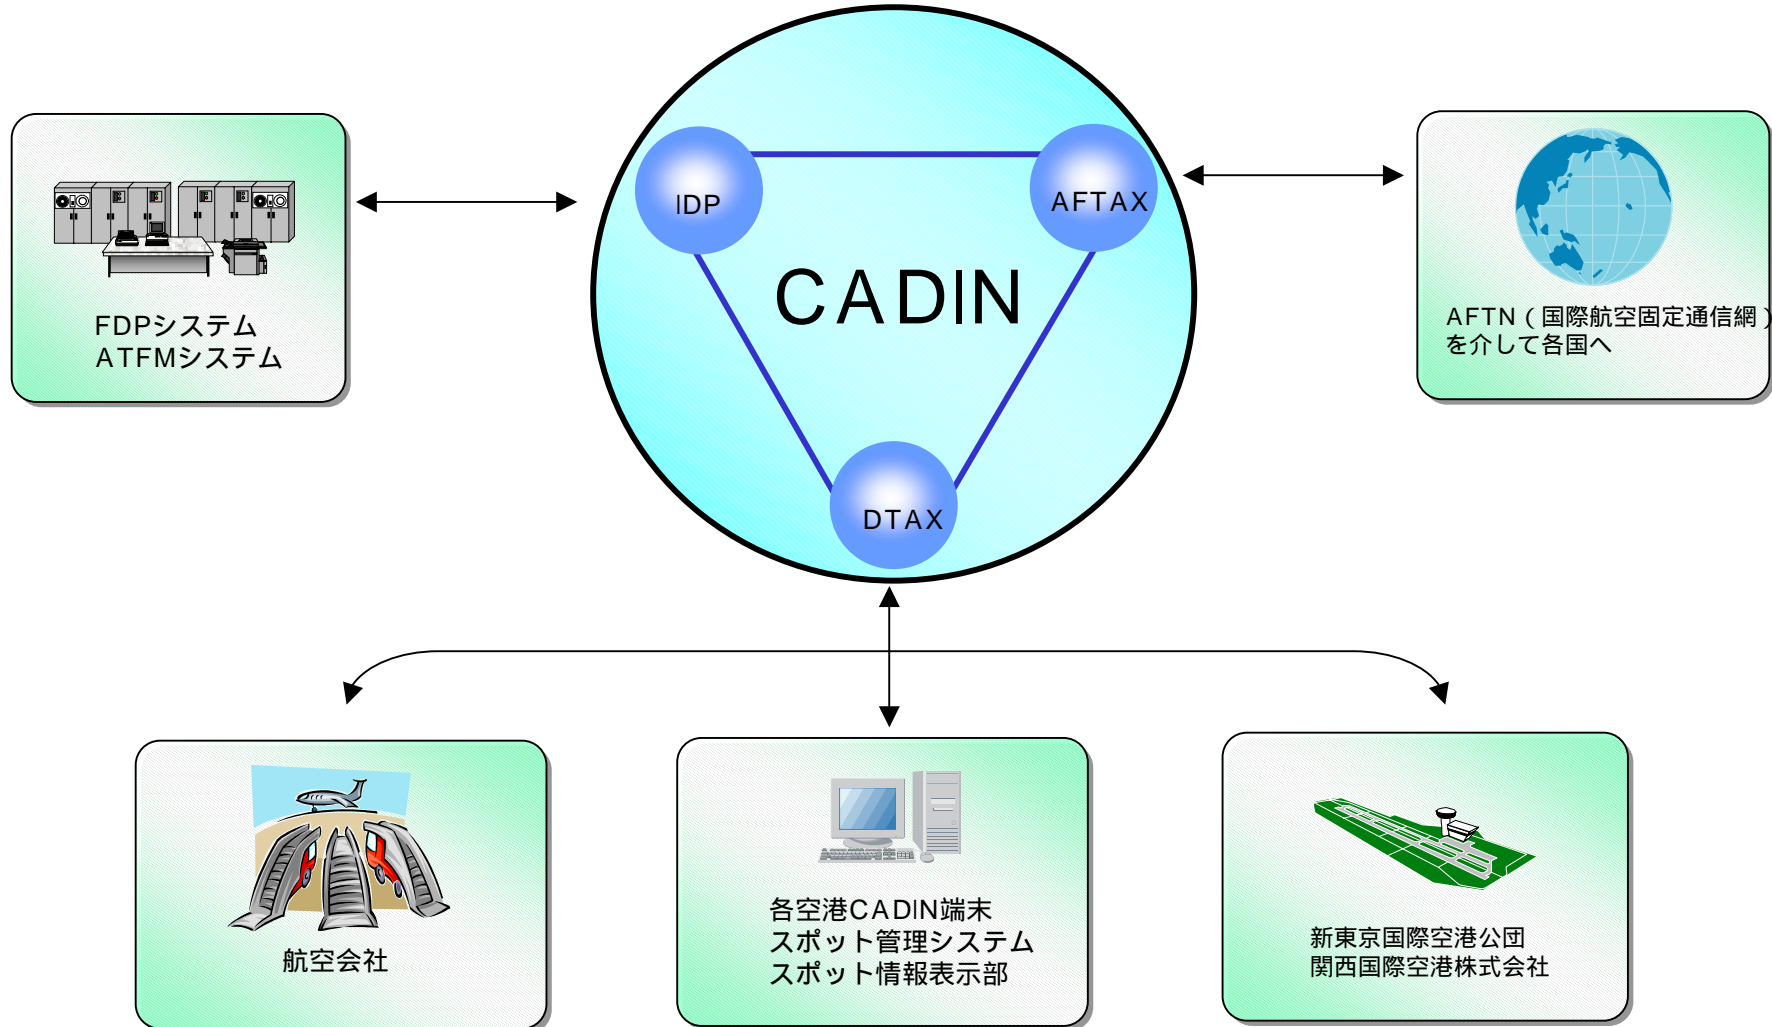 IDP
AFTAX
CADIN
DTAX
FDPシステム
ATFMシステム
AFTN(国際航空固定通信網)
を介して各国へ
航空会社
各空港CADIN端末
スポット管理システム
スポット情報表示部
新東京国際空港公団
関西国際空港株式会社